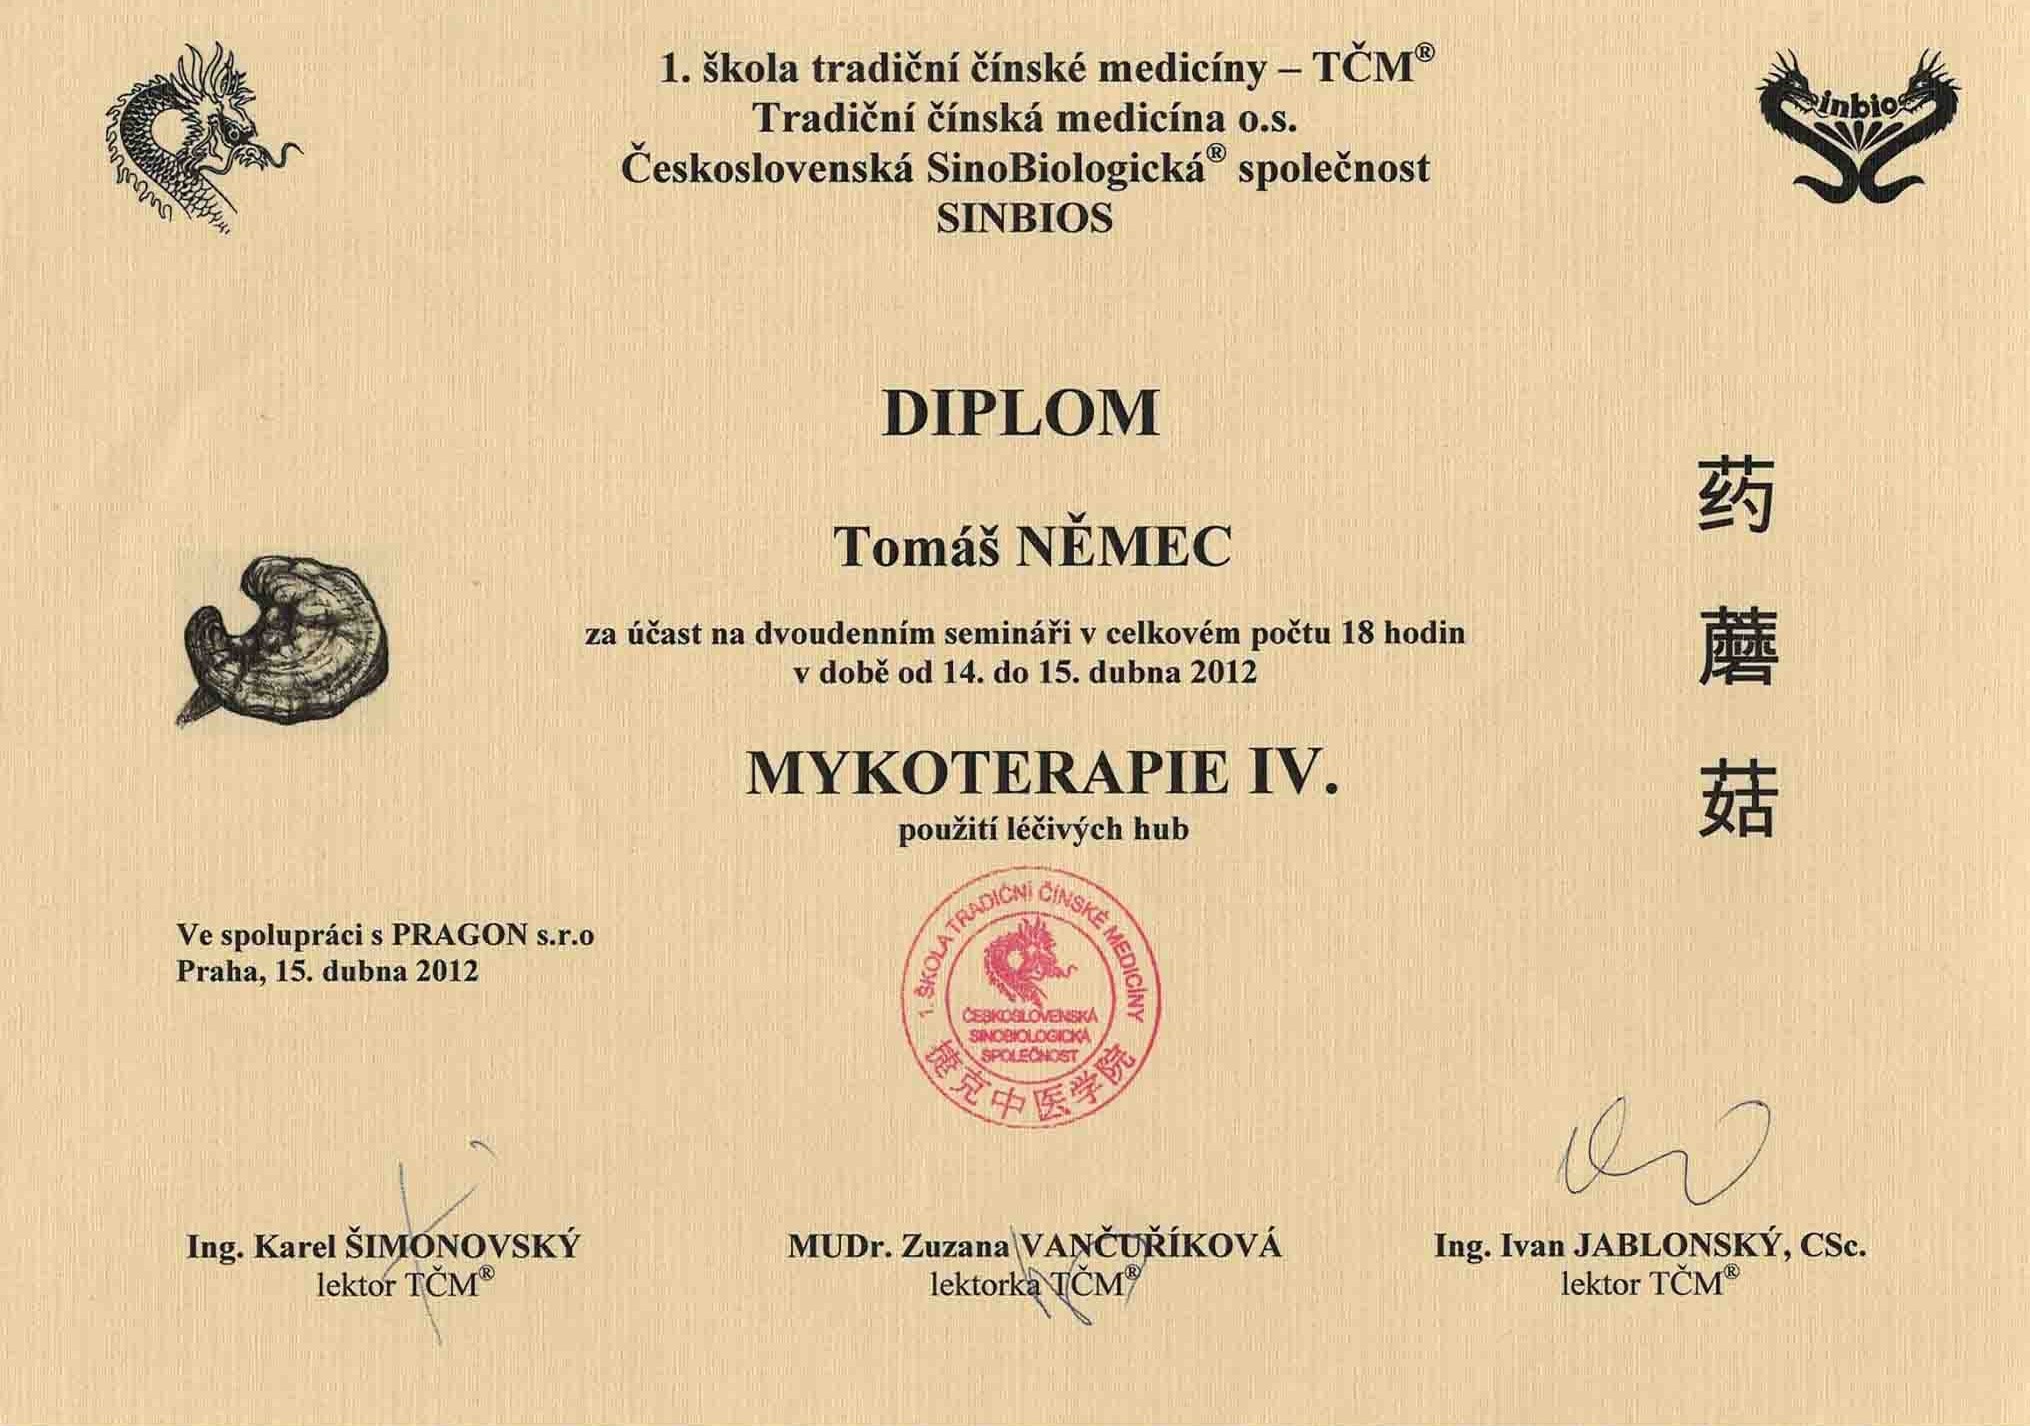 1. škola tradiční čínské medicíny – TČM®
Tradiční čínská medicína o.s.
Československá SinoBiologická® společnost
SINBIOS
inbio
DIPLOM
Tomáš NĚMEC
za účast na dvoudenním semináři v celkovém počtu 18 hodin
v době od 14. do 15. dubna 2012
MYKOTERAPIE IV.
použití léčivých hub
药
蘑
菇
Ve spolupráci s PRAGON s.r.o
Praha, 15. dubna 2012
1. ŠKOLA TRADIČNÍ ČÍNSKÉ MEDICÍNY
ČESKOSLOVENSKÁ
SINOBIOLOGICKÁ
SPOLEČNOST
捷克中医学院
Ing. Karel ŠIMONOVSKÝ
lektor TČM®
MUDr. Zuzana VANČUŘÍKOVÁ
lektorka TČM®
Ing. Ivan JABLONSKÝ, CSc.
lektor TČM®